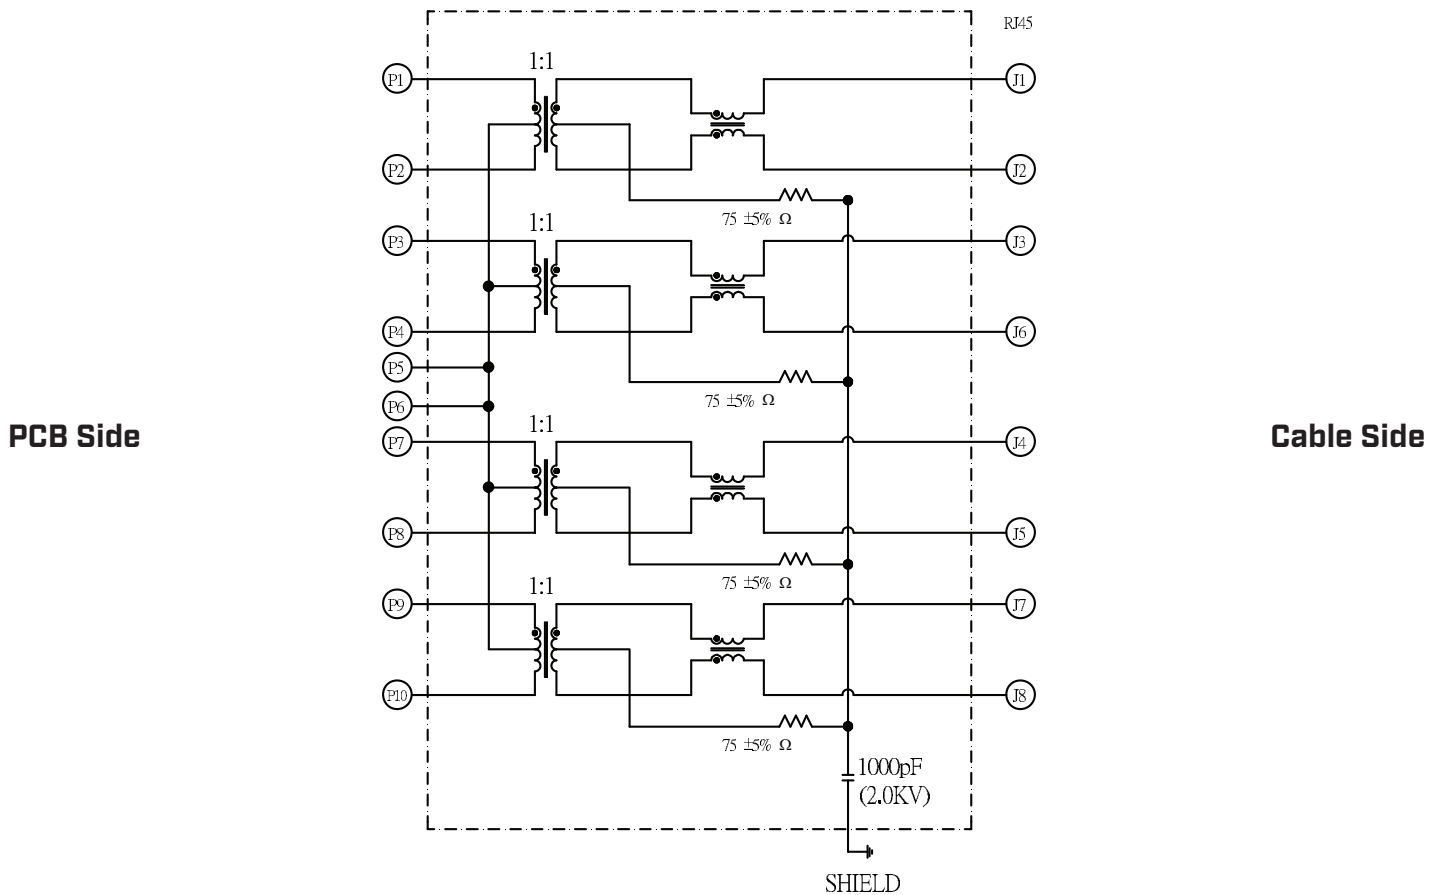 RJ45
1:1
P1
J1
P2
J2
75 ±5% Ω
1:1
P3
J3
P4
J6
P5
75 ±5% Ω
P6
1:1
PCB Side
Cable Side
P7
J4
P8
J5
75 ±5% Ω
1:1
P9
J7
P10
J8
75 ±5% Ω
1000pF
(2.0KV)
SHIELD